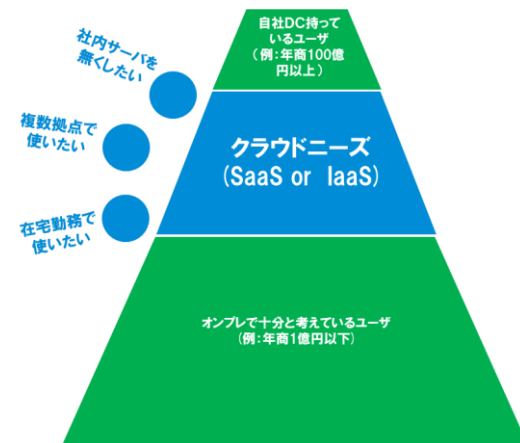 自社DC持って
いるユーザ
（例：年商100億
円以上）
社内サーバを
無くしたい
複数拠点で
使いたい
クラウドニーズ
(SaaS or IaaS)
在宅勤務で
使いたい
オンプレで十分と考えているユーザ
(例：年商1億円以下)